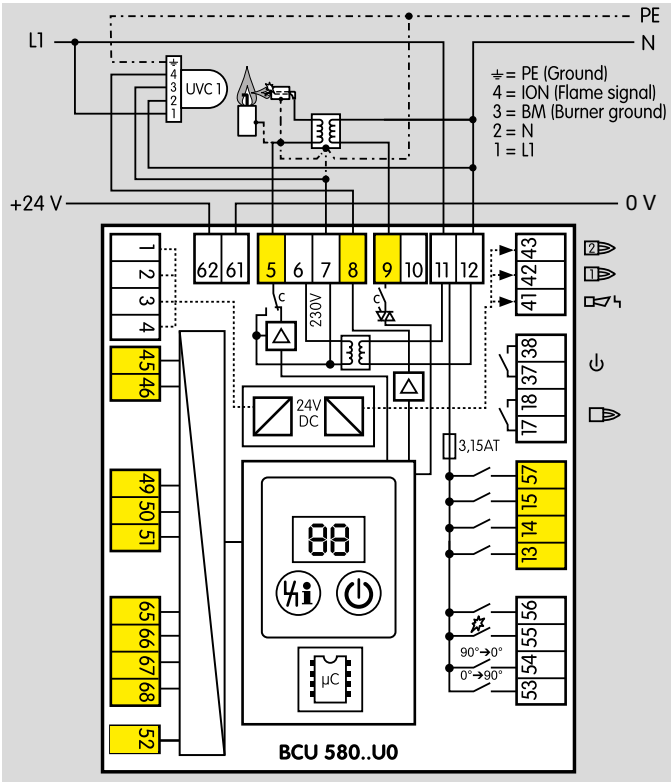 PE
L1
N
4
3
2
1
UVC 1
⏚ = PE (Ground)
4 = ION (Flame signal)
3 = BM (Burner ground)
2 = N
1 = L1
+24 V
0 V
1
2
3
4
62
61
5
6
7
8
9
10
11
12
43
42
41
2
1
c
230V
c
38
37
18
17
45
46
24V
DC
3,15AT
57
15
14
13
49
50
51
88
i
65
66
67
68
56
55
54
53
90°→0°
0°→90°
µC
52
BCU 580..U0